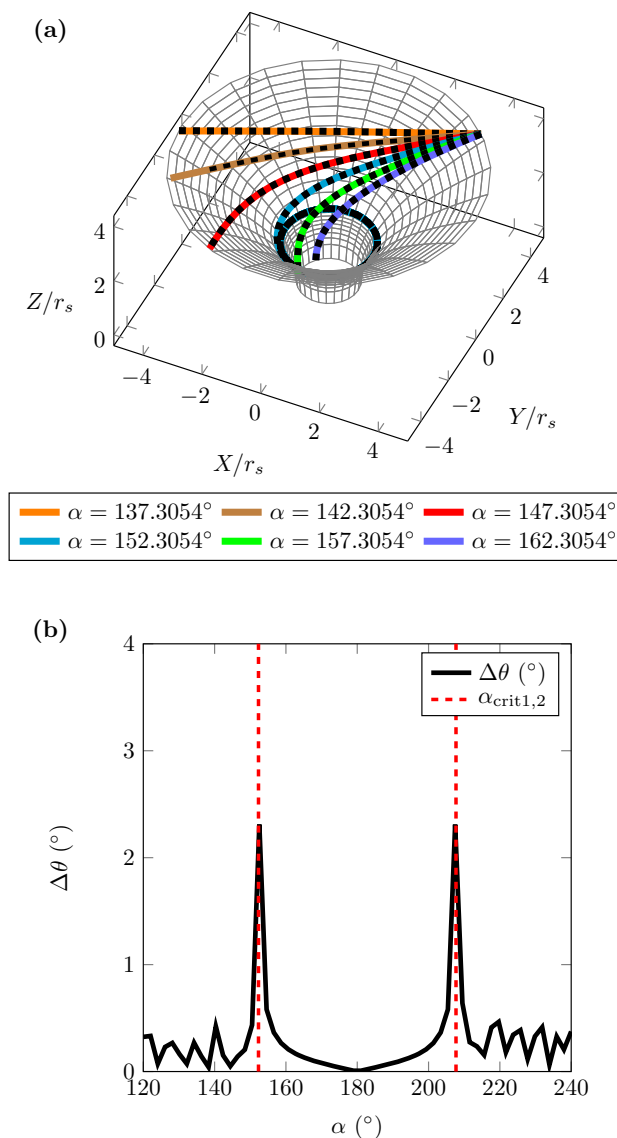 (a)
4
2
0
Z/r_s
−4
−2
0
2
4
X/r_s
−4
−2
0
2
4
Y/r_s
α = 137.3054° α = 142.3054° α = 147.3054°
α = 152.3054° α = 157.3054° α = 162.3054°
(b)
4
3
2
1
0
Δθ (°)
Δθ (°)
α_crit1,2
120 140 160 180 200 220 240
α (°)